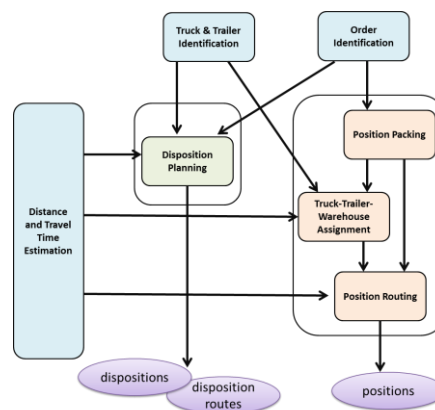 Truck & Trailer
Identification
Order
Identification
Position Packing
Disposition
Planning
Distance
and Travel
Time
Estimation
Truck-Trailer-
Warehouse
Assignment
Position Routing
dispositions
disposition
routes
positions